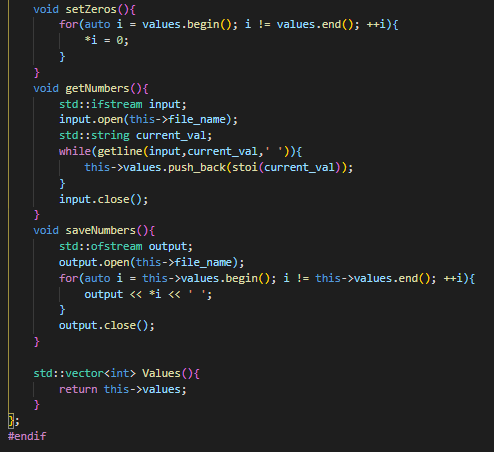 void setZeros(){
for(auto i = values.begin(); i != values.end(); ++i){
*i = 0;
}
}
void getNumbers(){
std::ifstream input;
input.open(this->file_name);
std::string current_val;
while(getline(input,current_val,' ')){
this->values.push_back(stoi(current_val));
}
input.close();
}
void saveNumbers(){
std::ofstream output;
output.open(this->file_name);
for(auto i = this->values.begin(); i != this->values.end(); ++i){
output << *i << ' ';
}
output.close();
}
std::vector<int> Values(){
return this->values;
}
};
#endif